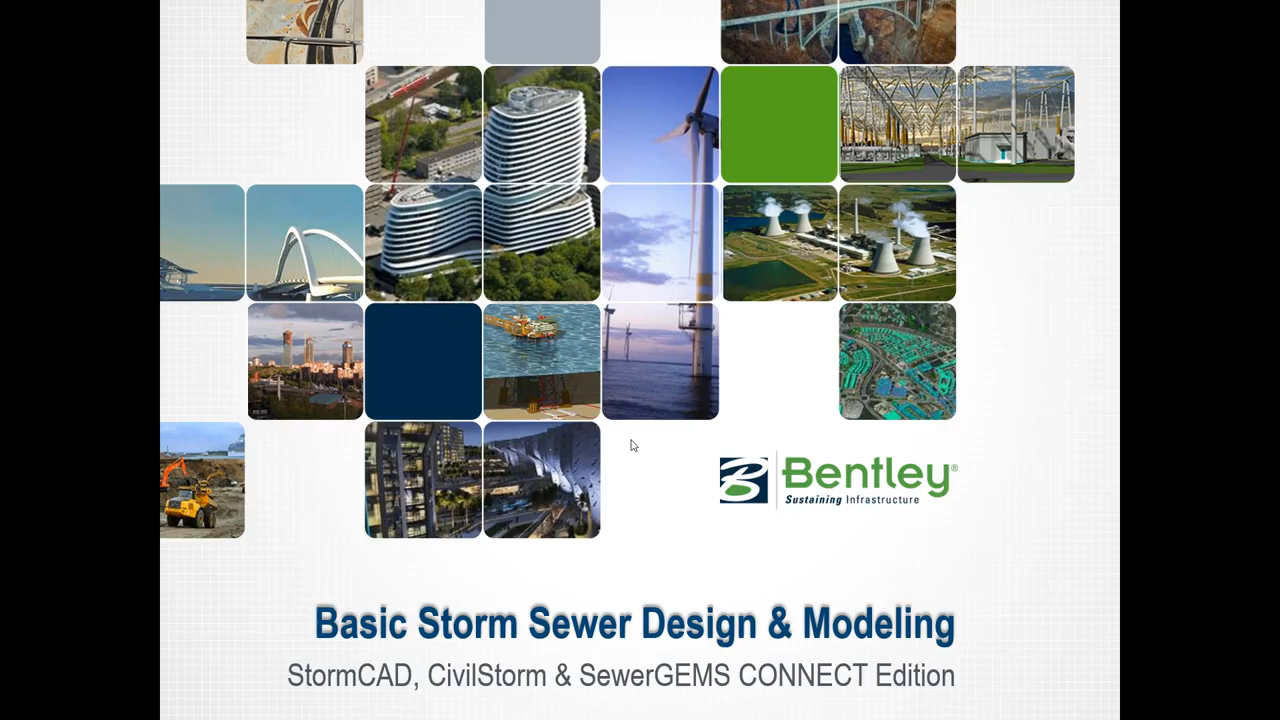 Bentley®
Sustaining Infrastructure
Basic Storm Sewer Design & Modeling
StormCAD, CivilStorm & SewerGEMS CONNECT Edition